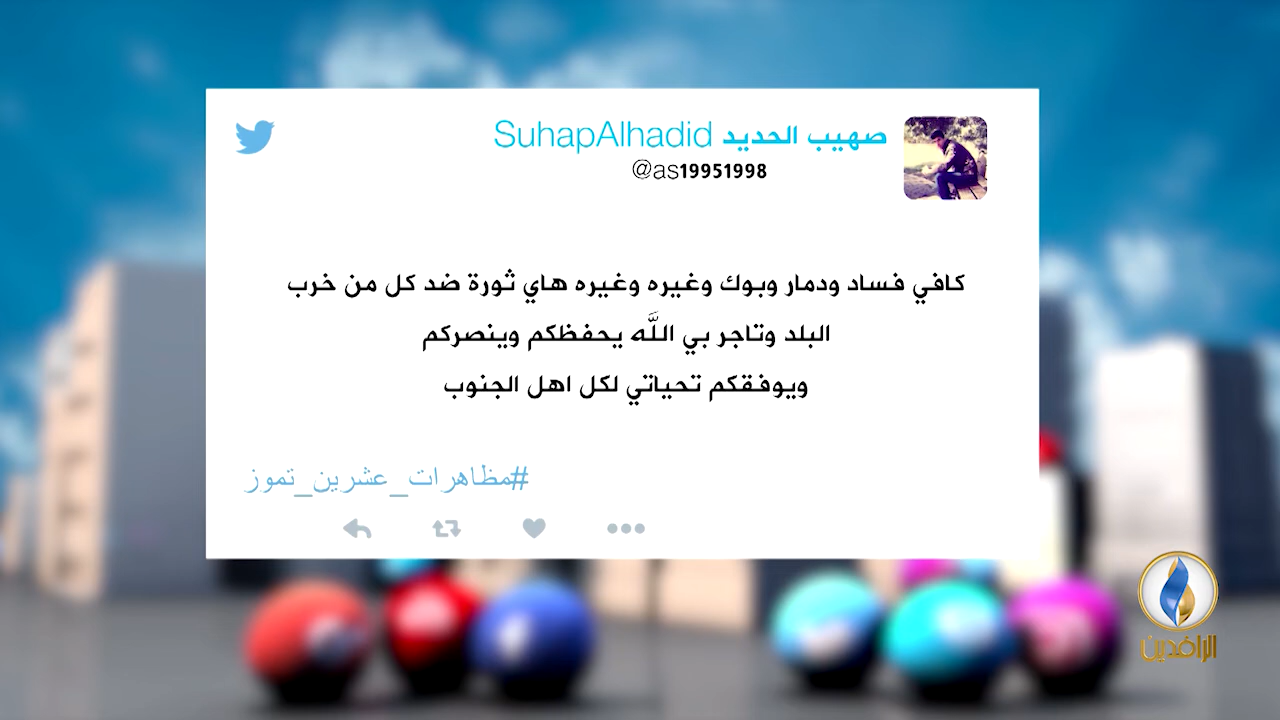 صهيب الحديد SuhapAlhadid
@as19951998
كافي فساد ودمار وبوك وغيره وغيره هاي ثورة ضد كل من خرب
البلد وتاجر بي اللَّه يحفظكم وينصركم
ويوفقكم تحياتي لكل اهل الجنوب
#مظاهرات_عشرين_تموز
الرافدين